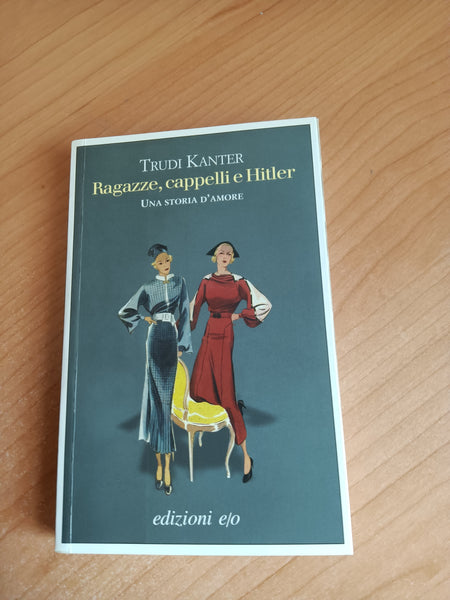 TRUDI KANTER
Ragazze, cappelli e Hitler
UNA STORIA D'AMORE
edizioni e/o